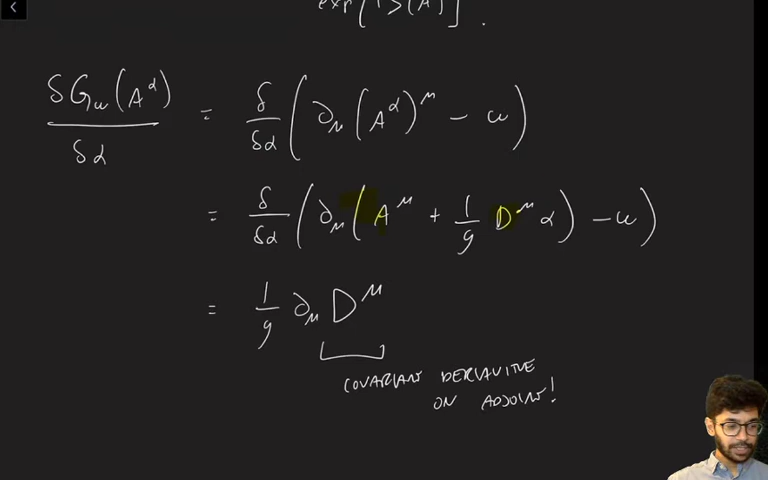 exp[iS(A)].
δG_ω(A^α)/δα = δ/δα (∂_μ (A^α)^μ − ω)
= δ/δα (∂_μ (A^μ + 1/g D^μ α) − ω)
= 1/g ∂_μ D^μ
COVARIANT DERIVATIVE
ON ADJOINT!